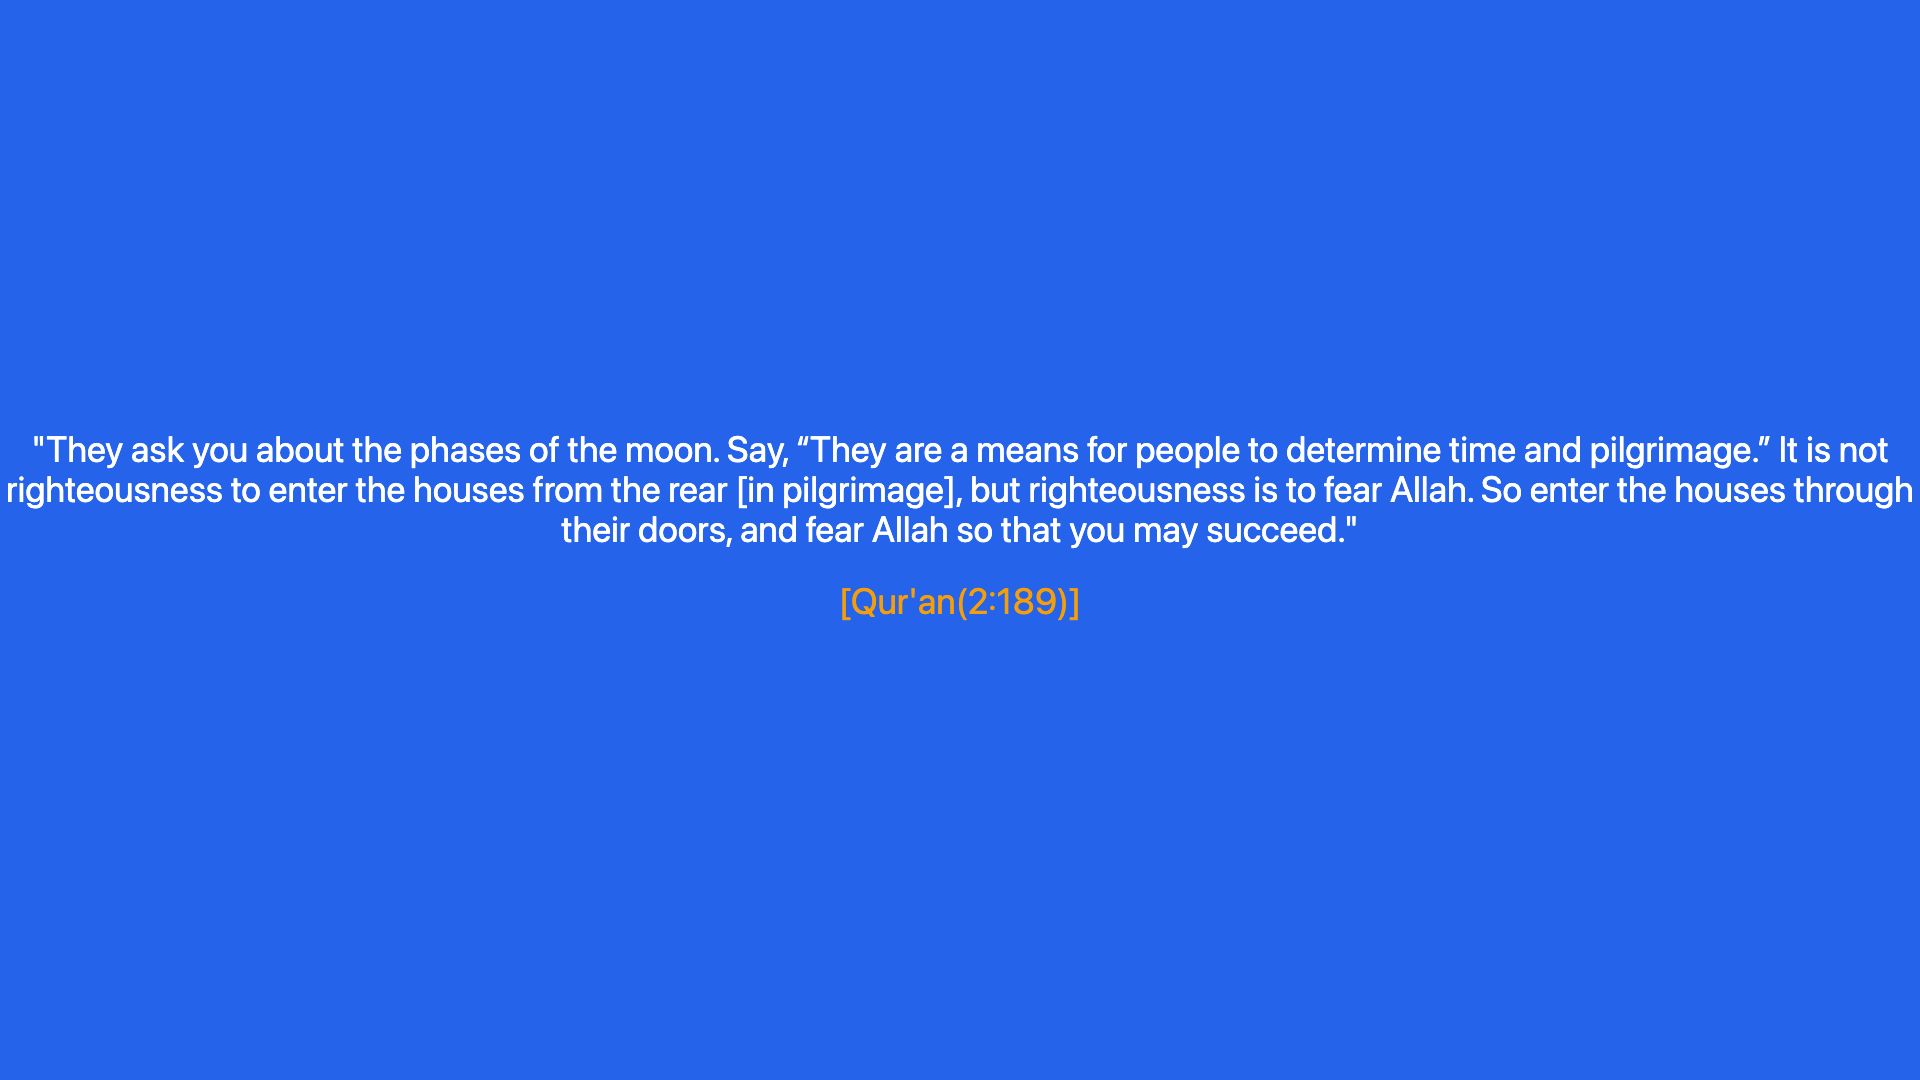 "They ask you about the phases of the moon. Say, “They are a means for people to determine time and pilgrimage.” It is not
righteousness to enter the houses from the rear [in pilgrimage], but righteousness is to fear Allah. So enter the houses through
their doors, and fear Allah so that you may succeed."
[Qur'an(2:189)]